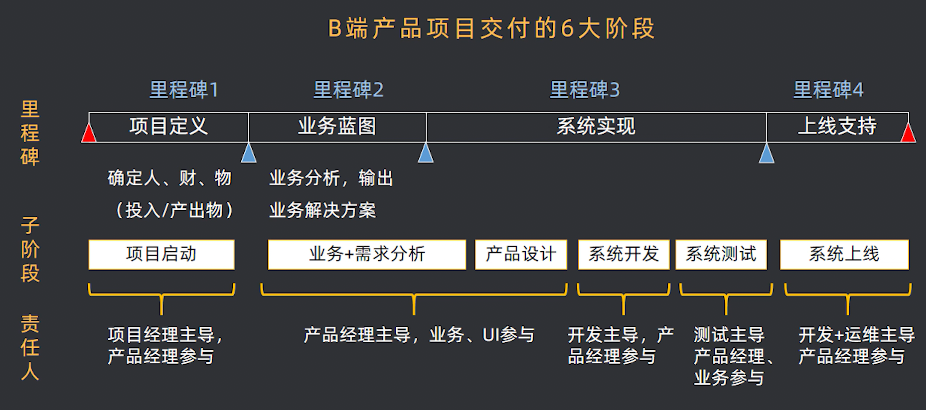 B端产品项目交付的6大阶段
里程碑1
里程碑2
里程碑3
里程碑4
里程碑
项目定义
业务蓝图
系统实现
上线支持
确定人、财、物
（投入/产出物）
业务分析，输出
业务解决方案
子阶段
项目启动
业务+需求分析
产品设计
系统开发
系统测试
系统上线
责任人
项目经理主导，
产品经理参与
产品经理主导，业务、UI参与
开发主导，产
品经理参与
测试主导
产品经理、
业务参与
开发+运维主导
产品经理参与